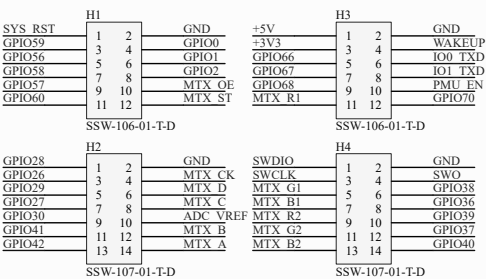 H1
SYS_RST 1 2 GND
GPIO59 3 4 GPIO0
GPIO56 5 6 GPIO1
GPIO58 7 8 GPIO2
GPIO57 9 10 MTX_OE
GPIO60 11 12 MTX_ST
SSW-106-01-T-D
H3
+5V 1 2 GND
+3V3 3 4 WAKEUP
GPIO66 5 6 IO0_TXD
GPIO67 7 8 IO1_TXD
GPIO68 9 10 PMU_EN
MTX_R1 11 12 GPIO70
SSW-106-01-T-D
H2
GPIO28 1 2 GND
GPIO26 3 4 MTX_CK
GPIO29 5 6 MTX_D
GPIO27 7 8 MTX_C
GPIO30 9 10 ADC_VREF
GPIO41 11 12 MTX_B
GPIO42 13 14 MTX_A
SSW-107-01-T-D
H4
SWDIO 1 2 GND
SWCLK 3 4 SWO
MTX_G1 5 6 GPIO38
MTX_B1 7 8 GPIO36
MTX_R2 9 10 GPIO39
MTX_G2 11 12 GPIO37
MTX_B2 13 14 GPIO40
SSW-107-01-T-D